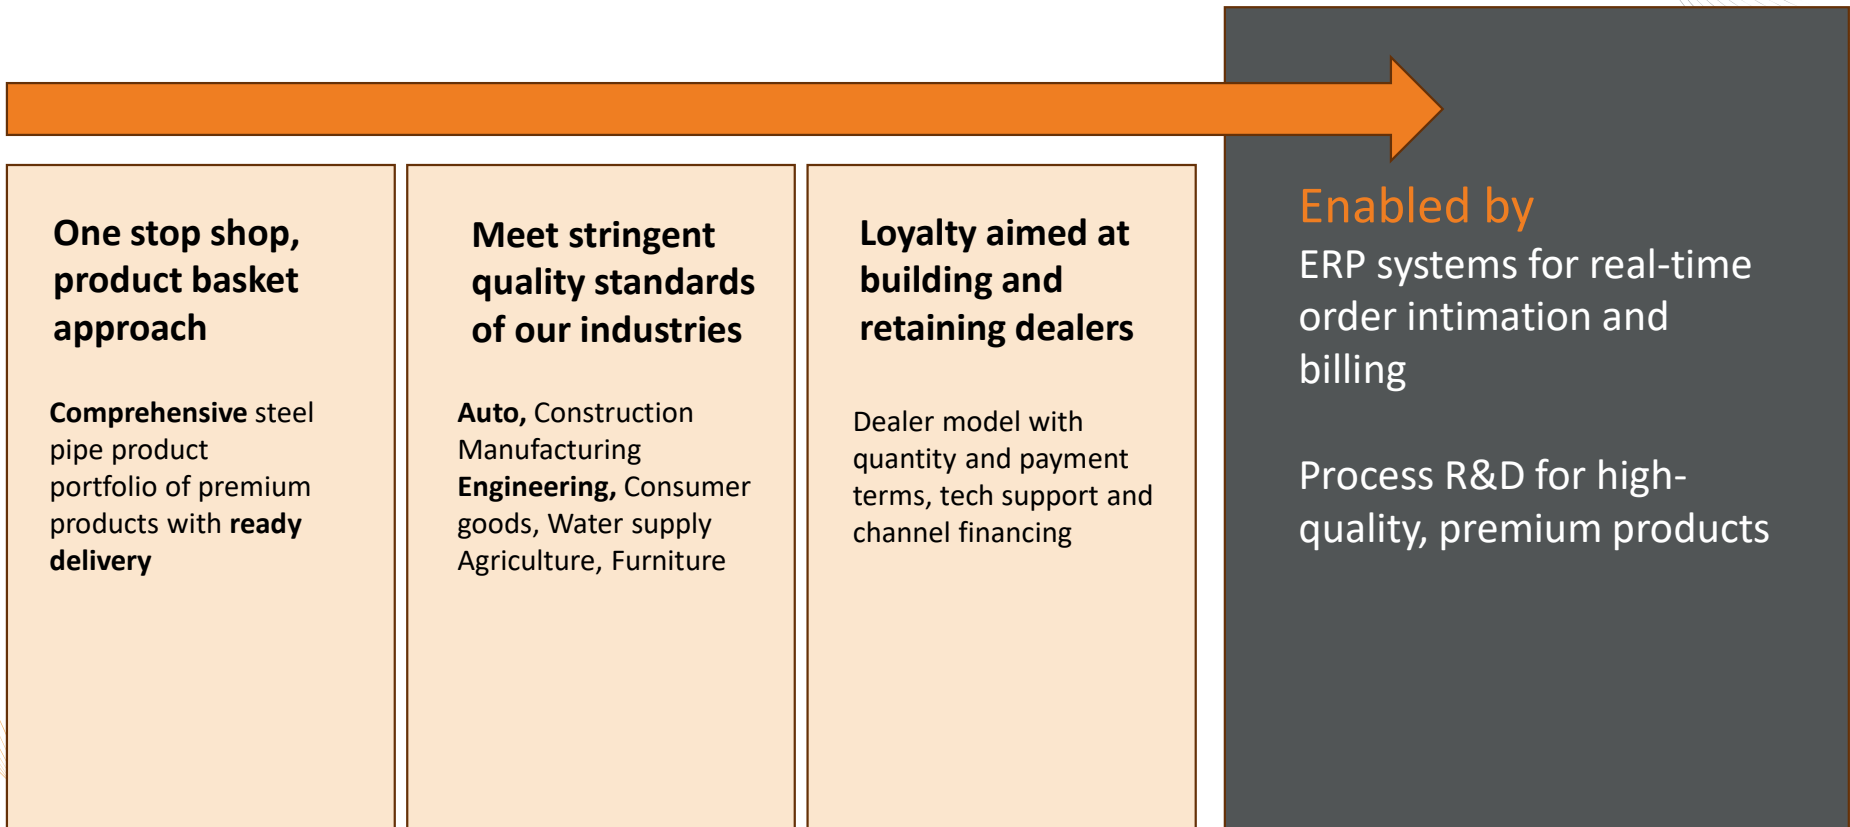 One stop shop,
product basket
approach
Comprehensive steel
pipe product
portfolio of premium
products with ready
delivery
Meet stringent
quality standards
of our industries
Auto, Construction
Manufacturing
Engineering, Consumer
goods, Water supply
Agriculture, Furniture
Loyalty aimed at
building and
retaining dealers
Dealer model with
quantity and payment
terms, tech support and
channel financing
Enabled by
ERP systems for real-time
order intimation and
billing
Process R&D for high-
quality, premium products